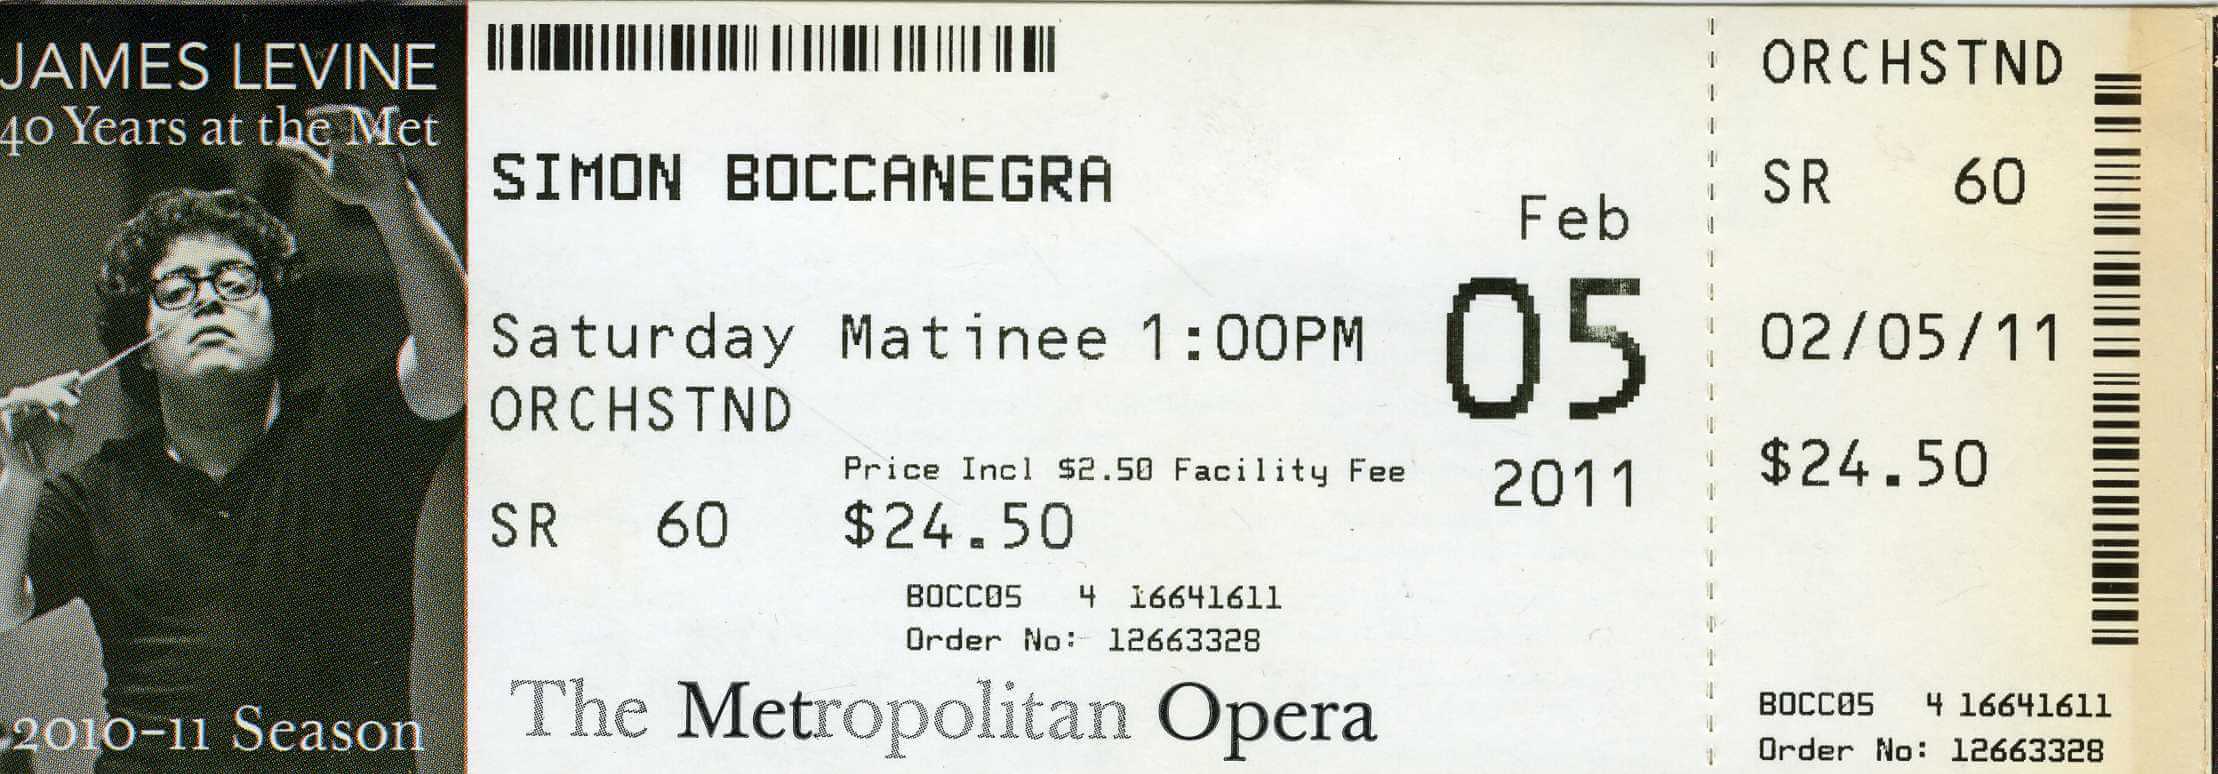 JAMES LEVINE
40 Years at the Met
2010-11 Season
SIMON BOCCANEGRA
Feb
05
2011
Saturday Matinee 1:00PM
ORCHSTND
Price Incl $2.50 Facility Fee
SR 60 $24.50
BOCC05 4 16641611
Order No: 12663328
The Metropolitan Opera
ORCHSTND
SR 60
02/05/11
$24.50
BOCC05 4 16641611
Order No: 12663328